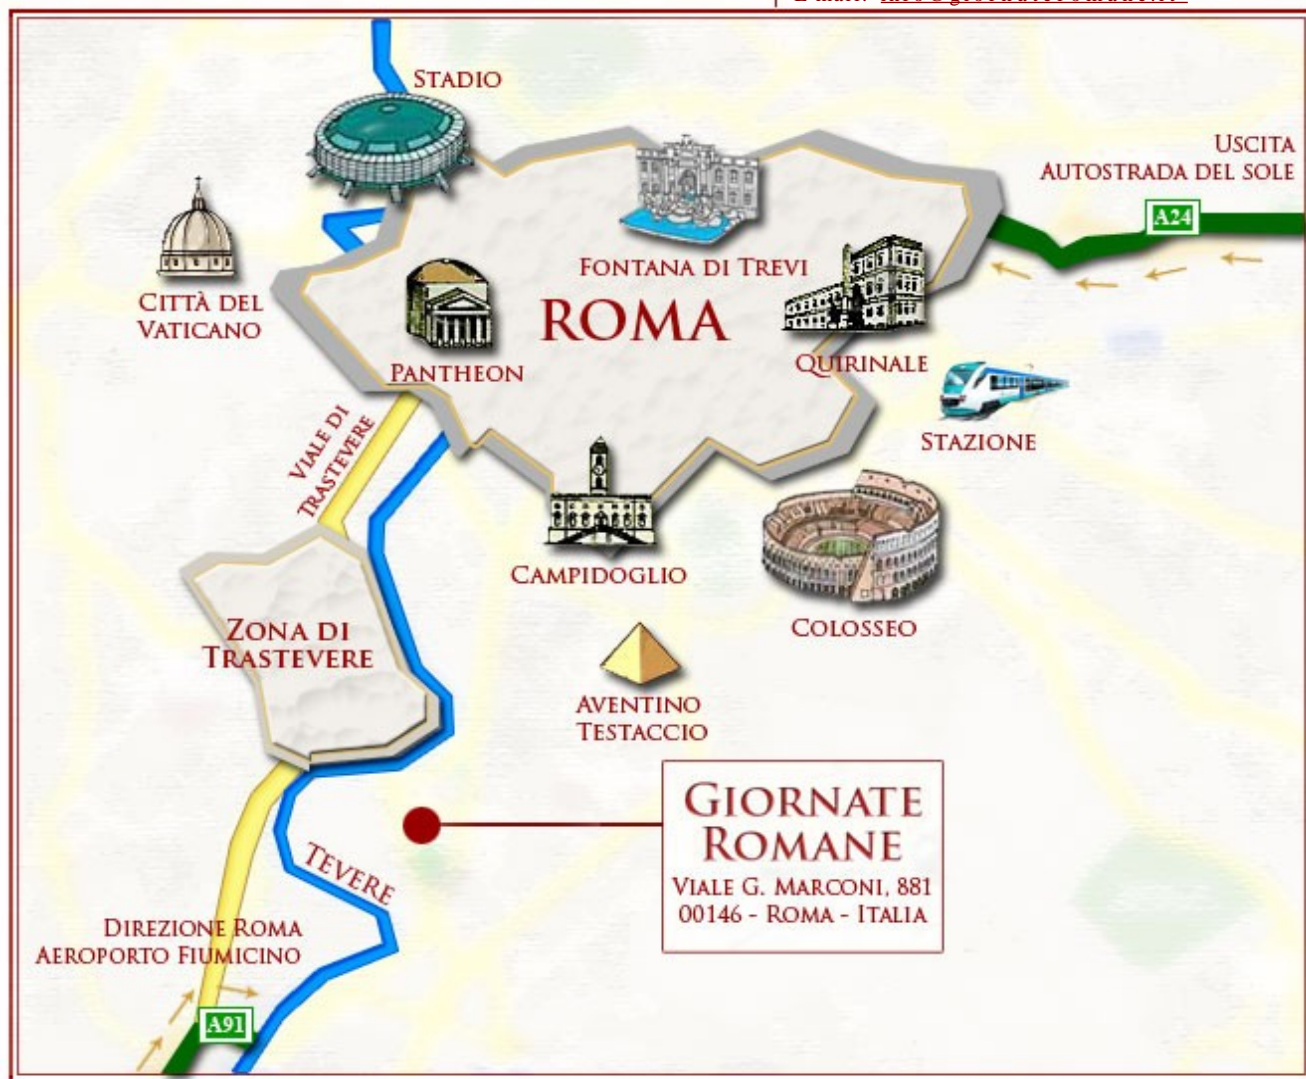 STADIO
USCITA
AUTOSTRADA DEL SOLE
A24
FONTANA DI TREVI
CITTÀ DEL
VATICANO
ROMA
PANTHEON
QUIRINALE
STAZIONE
VIALE DI
TRASTEVERE
CAMPIDOGLIO
COLOSSEO
ZONA DI
TRASTEVERE
AVENTINO
TESTACCIO
GIORNATE
ROMANE
VIALE G. MARCONI, 881
00146 - ROMA - ITALIA
TEVERE
DIREZIONE ROMA
AEROPORTO FIUMICINO
A91